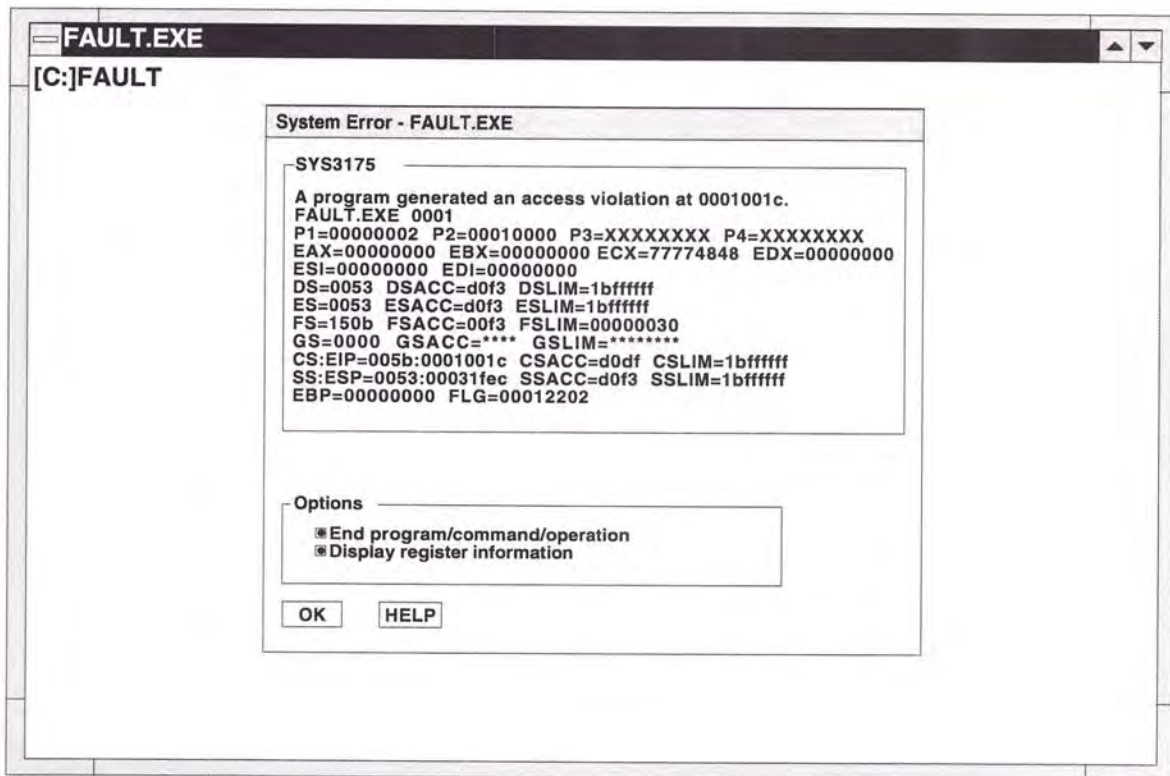 FAULT.EXE
[C:]FAULT
System Error - FAULT.EXE
SYS3175
A program generated an access violation at 0001001c.
FAULT.EXE 0001
P1=00000002 P2=00010000 P3=XXXXXXXX P4=XXXXXXXX
EAX=00000000 EBX=00000000 ECX=77774848 EDX=00000000
ESI=00000000 EDI=00000000
DS=0053 DSACC=d0f3 DSLIM=1bffffff
ES=0053 ESACC=d0f3 ESLIM=1bffffff
FS=150b FSACC=00f3 FSLIM=00000030
GS=0000 GSACC=**** GSLIM=********
CS:EIP=005b:0001001c CSACC=d0df CSLIM=1bffffff
SS:ESP=0053:00031fec SSACC=d0f3 SSLIM=1bffffff
EBP=00000000 FLG=00012202
Options
End program/command/operation
Display register information
OK HELP